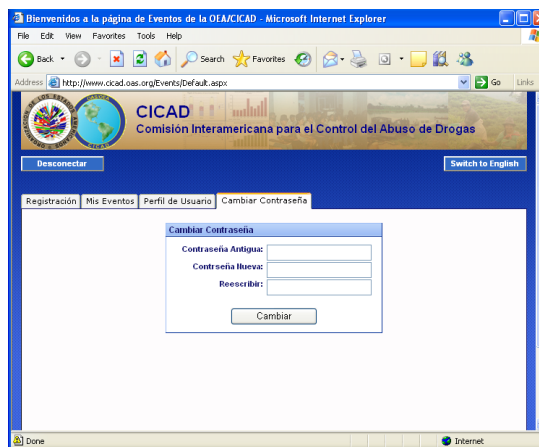 Bienvenidos a la página de Eventos de la OEA/CICAD - Microsoft Internet Explorer
File Edit View Favorites Tools Help
Back Search Favorites
Address http://www.cicad.oas.org/Events/Default.aspx Go Links
CICAD
Comisión Interamericana para el Control del Abuso de Drogas
Desconectar Switch to English
Registración Mis Eventos Perfil de Usuario Cambiar Contraseña
Cambiar Contraseña
Contraseña Antigua:
Contrseña Nueva:
Reescribir:
Cambiar
Done Internet